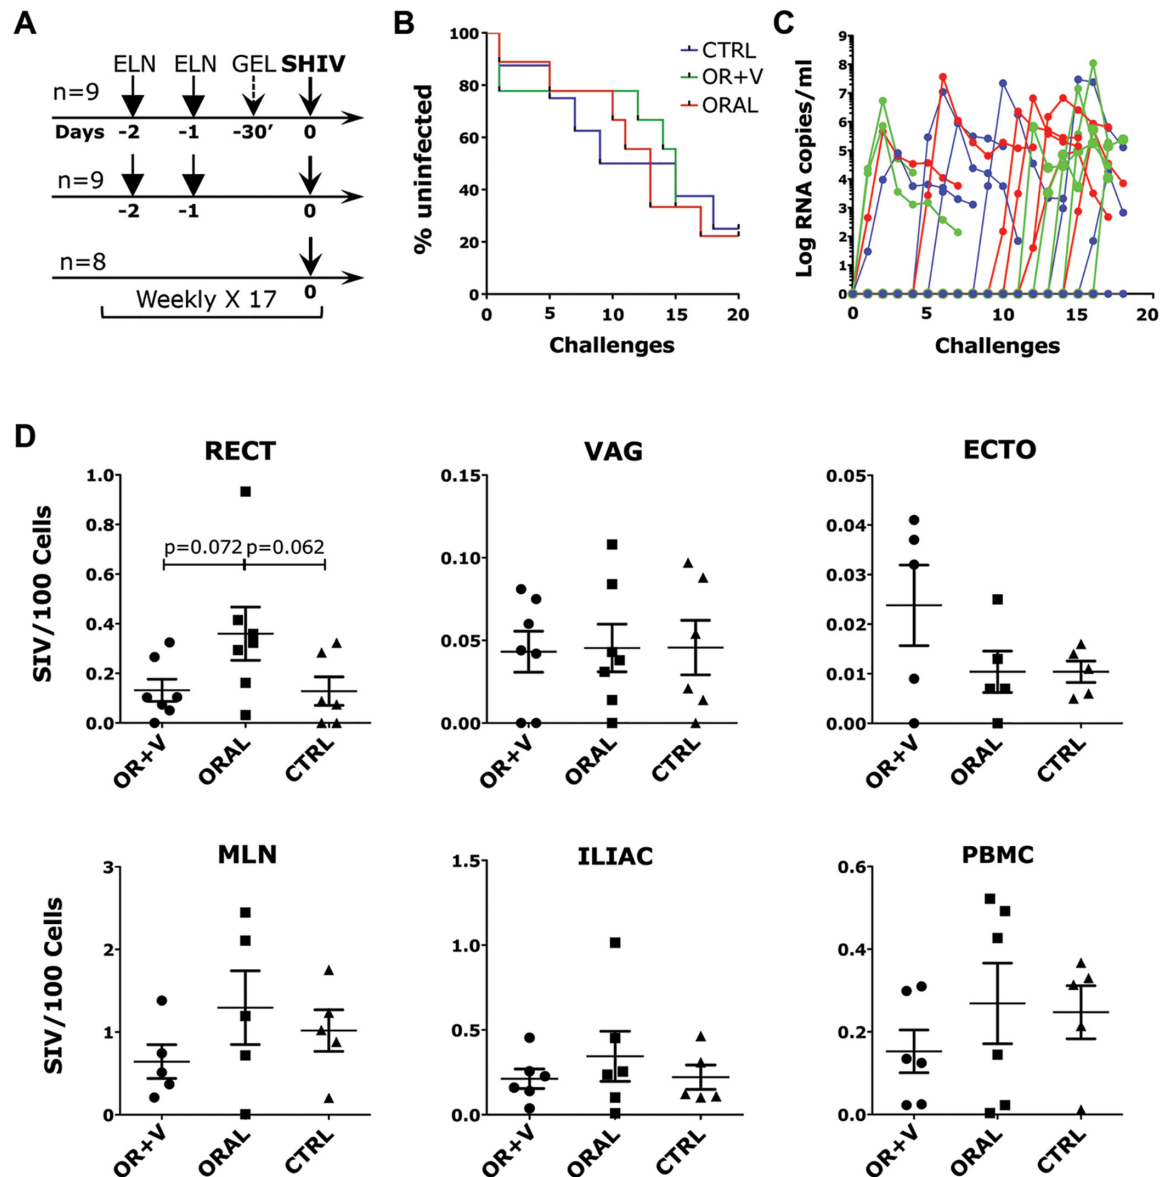 A
ELN ELN GEL SHIV
n=9
Days -2 -1 -30' 0
n=9
-2 -1 0
n=8
Weekly X 17 0
B
100
80
60
40
20
0
% uninfected
CTRL
OR+V
ORAL
0 5 10 15 20
Challenges
C
9
8
7
6
5
4
3
2
1
0
Log RNA copies/ml
0 5 10 15 20
Challenges
D
RECT
SIV/100 Cells
1.0
0.8
0.6
0.4
0.2
0.0
p=0.072 p=0.062
OR+V ORAL CTRL
VAG
0.15
0.10
0.05
0.00
OR+V ORAL CTRL
ECTO
0.05
0.04
0.03
0.02
0.01
0.00
OR+V ORAL CTRL
MLN
SIV/100 Cells
3
2
1
0
OR+V ORAL CTRL
ILIAC
1.5
1.0
0.5
0.0
OR+V ORAL CTRL
PBMC
0.6
0.4
0.2
0.0
OR+V ORAL CTRL